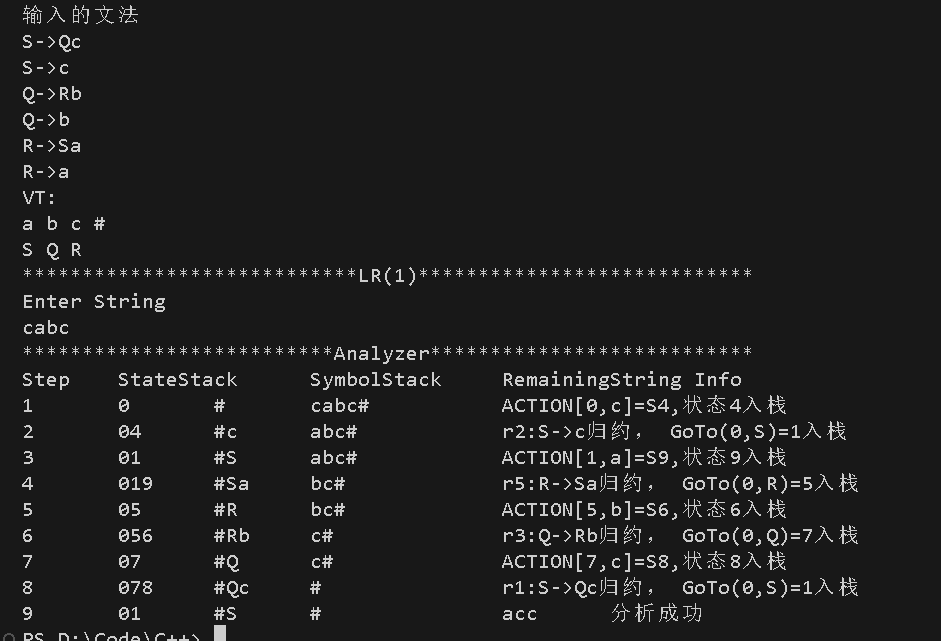 输入的文法
S->Qc
S->c
Q->Rb
Q->b
R->Sa
R->a
VT:
a b c #
S Q R
****************************LR(1)****************************
Enter String
cabc
**************************Analyzer***************************
Step    StateStack      SymbolStack     RemainingString Info
1       0       #       cabc#           ACTION[0,c]=S4,状态4入栈
2       04      #c      abc#            r2:S->c归约, GoTo(0,S)=1入栈
3       01      #S      abc#            ACTION[1,a]=S9,状态9入栈
4       019     #Sa     bc#             r5:R->Sa归约, GoTo(0,R)=5入栈
5       05      #R      bc#             ACTION[5,b]=S6,状态6入栈
6       056     #Rb     c#              r3:Q->Rb归约, GoTo(0,Q)=7入栈
7       07      #Q      c#              ACTION[7,c]=S8,状态8入栈
8       078     #Qc     #               r1:S->Qc归约, GoTo(0,S)=1入栈
9       01      #S      #               acc      分析成功
PS D:\Code\C++>